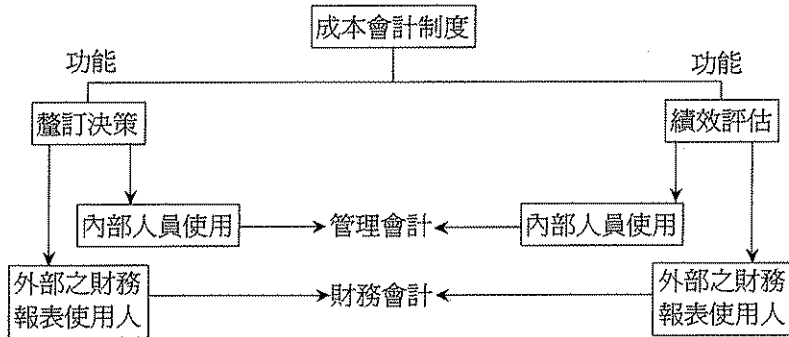 成本會計制度
功能
功能
釐訂決策
績效評估
內部人員使用
管理會計
內部人員使用
外部之財務
報表使用人
財務會計
外部之財務
報表使用人